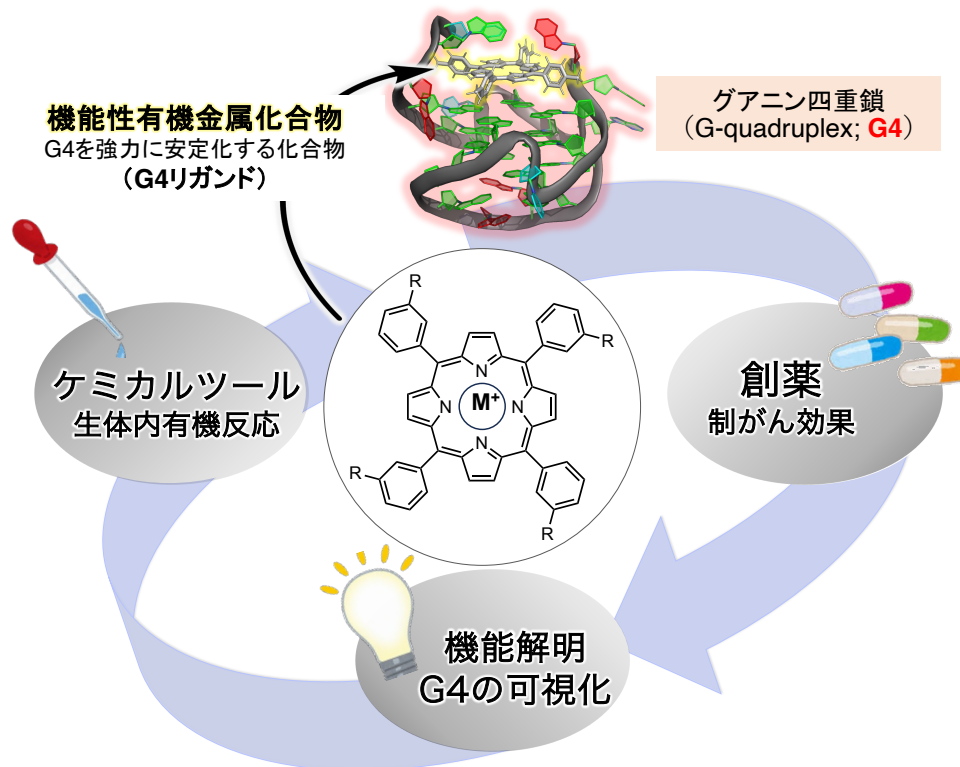 グアニン四重鎖
（G-quadruplex; G4）
機能性有機金属化合物
G4を強力に安定化する化合物
（G4リガンド）
R
R
N
N
M+
N
N
R
R
ケミカルツール
生体内有機反応
創薬
制がん効果
機能解明
G4の可視化